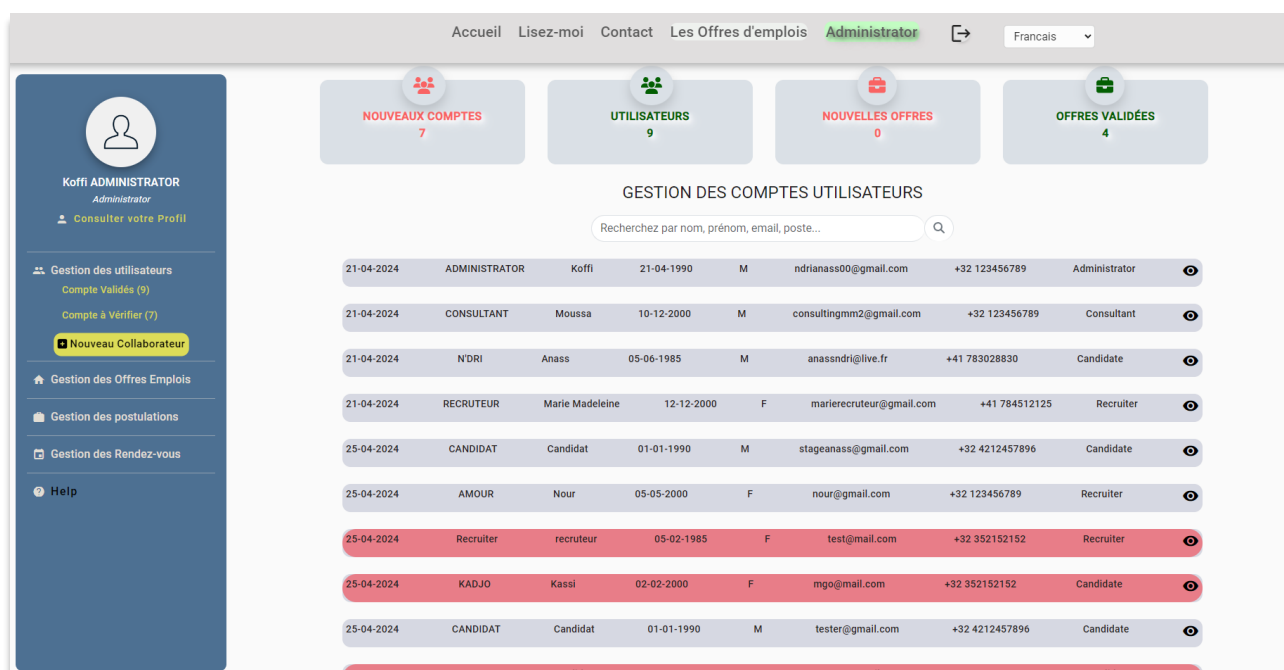 Accueil Lisez-moi Contact Les Offres d'emplois Administrator Francais
NOUVEAUX COMPTES
7
UTILISATEURS
9
NOUVELLES OFFRES
0
OFFRES VALIDÉES
4
Koffi ADMINISTRATOR
Administrator
Consulter votre Profil
Gestion des utilisateurs
Compte Validés (9)
Compte à Vérifier (7)
Nouveau Collaborateur
Gestion des Offres Emplois
Gestion des postulations
Gestion des Rendez-vous
Help
GESTION DES COMPTES UTILISATEURS
Recherchez par nom, prénom, email, poste...
21-04-2024 ADMINISTRATOR Koffi 21-04-1990 M ndrianass00@gmail.com +32 123456789 Administrator
21-04-2024 CONSULTANT Moussa 10-12-2000 M consultingmm2@gmail.com +32 123456789 Consultant
21-04-2024 N'DRI Anass 05-06-1985 M anassndri@live.fr +41 783028830 Candidate
21-04-2024 RECRUTEUR Marie Madeleine 12-12-2000 F marierecruteur@gmail.com +41 784512125 Recruiter
25-04-2024 CANDIDAT Candidat 01-01-1990 M stageanass@gmail.com +32 4212457896 Candidate
25-04-2024 AMOUR Nour 05-05-2000 F nour@gmail.com +32 123456789 Recruiter
25-04-2024 Recruiter recruteur 05-02-1985 F test@mail.com +32 352152152 Recruiter
25-04-2024 KADJO Kassi 02-02-2000 F mgo@mail.com +32 352152152 Candidate
25-04-2024 CANDIDAT Candidat 01-01-1990 M tester@gmail.com +32 4212457896 Candidate